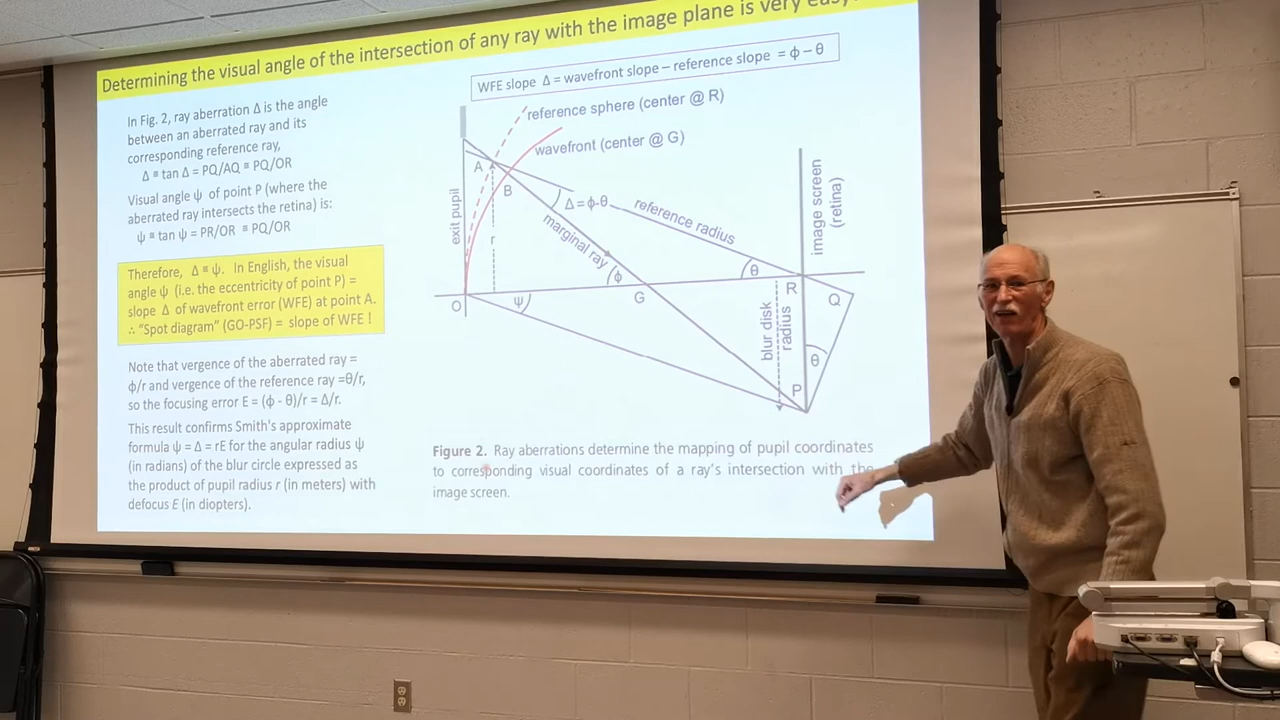 Determining the visual angle of the intersection of any ray with the image plane is very easy
In Fig. 2, ray aberration Δ is the angle
between an aberrated ray and its
corresponding reference ray,
Δ ≅ tan Δ = PQ/AQ ≅ PQ/OR
Visual angle ψ of point P (where the
aberrated ray intersects the retina) is:
ψ ≅ tan ψ = PR/OR ≅ PQ/OR
Therefore, Δ ≅ ψ. In English, the visual
angle ψ (i.e. the eccentricity of point P) =
slope Δ of wavefront error (WFE) at point A.
∴ "Spot diagram" (GO-PSF) = slope of WFE !
Note that vergence of the aberrated ray =
ϕ/r and vergence of the reference ray =θ/r,
so the focusing error E = (ϕ - θ)/r = Δ/r.
This result confirms Smith's approximate
formula ψ = Δ = rE for the angular radius ψ
(in radians) of the blur circle expressed as
the product of pupil radius r (in meters) with
defocus E (in diopters).
WFE slope Δ = wavefront slope – reference slope = ϕ – θ
reference sphere (center @ R)
wavefront (center @ G)
A
B
exit pupil
r
Δ = ϕ-θ
reference radius
marginal ray
image screen
(retina)
ϕ
θ
O
ψ
G
R
Q
blur disk
radius
θ
P
Figure 2. Ray aberrations determine the mapping of pupil coordinates
to corresponding visual coordinates of a ray's intersection with the
image screen.